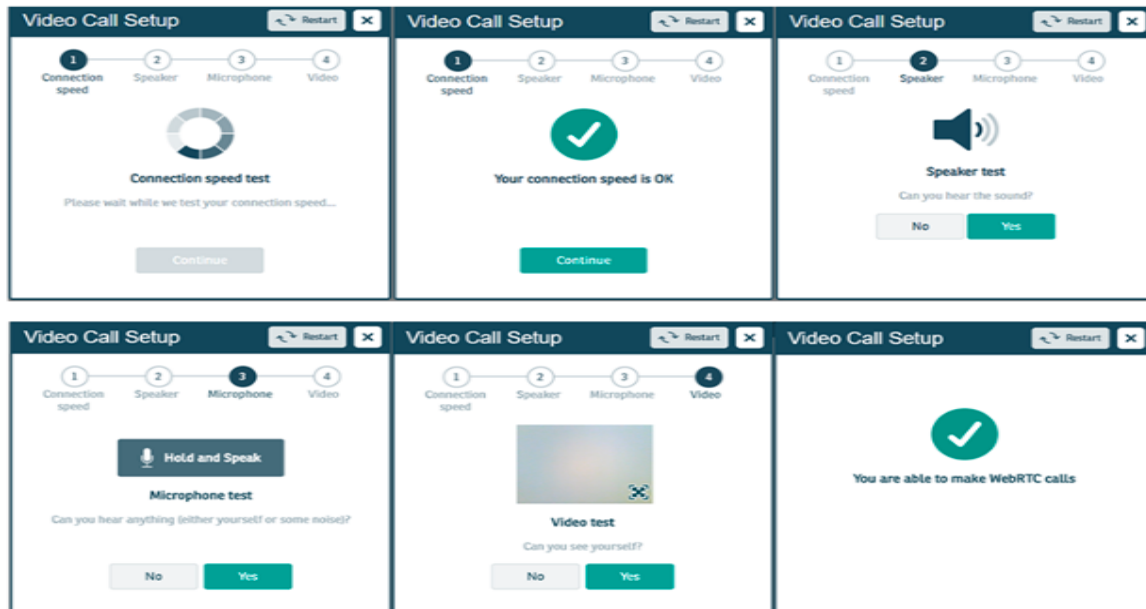 Video Call Setup
Restart
1
2
3
4
Connection speed
Speaker
Microphone
Video
Connection speed test
Please wait while we test your connection speed...
Continue
Video Call Setup
Restart
1
2
3
4
Connection speed
Speaker
Microphone
Video
Your connection speed is OK
Continue
Video Call Setup
Restart
1
2
3
4
Connection speed
Speaker
Microphone
Video
Speaker test
Can you hear the sound?
No
Yes
Video Call Setup
Restart
1
2
3
4
Connection speed
Speaker
Microphone
Video
Hold and Speak
Microphone test
Can you hear anything (either yourself or some noise)?
No
Yes
Video Call Setup
Restart
1
2
3
4
Connection speed
Speaker
Microphone
Video
Video test
Can you see yourself?
No
Yes
Video Call Setup
Restart
You are able to make WebRTC calls